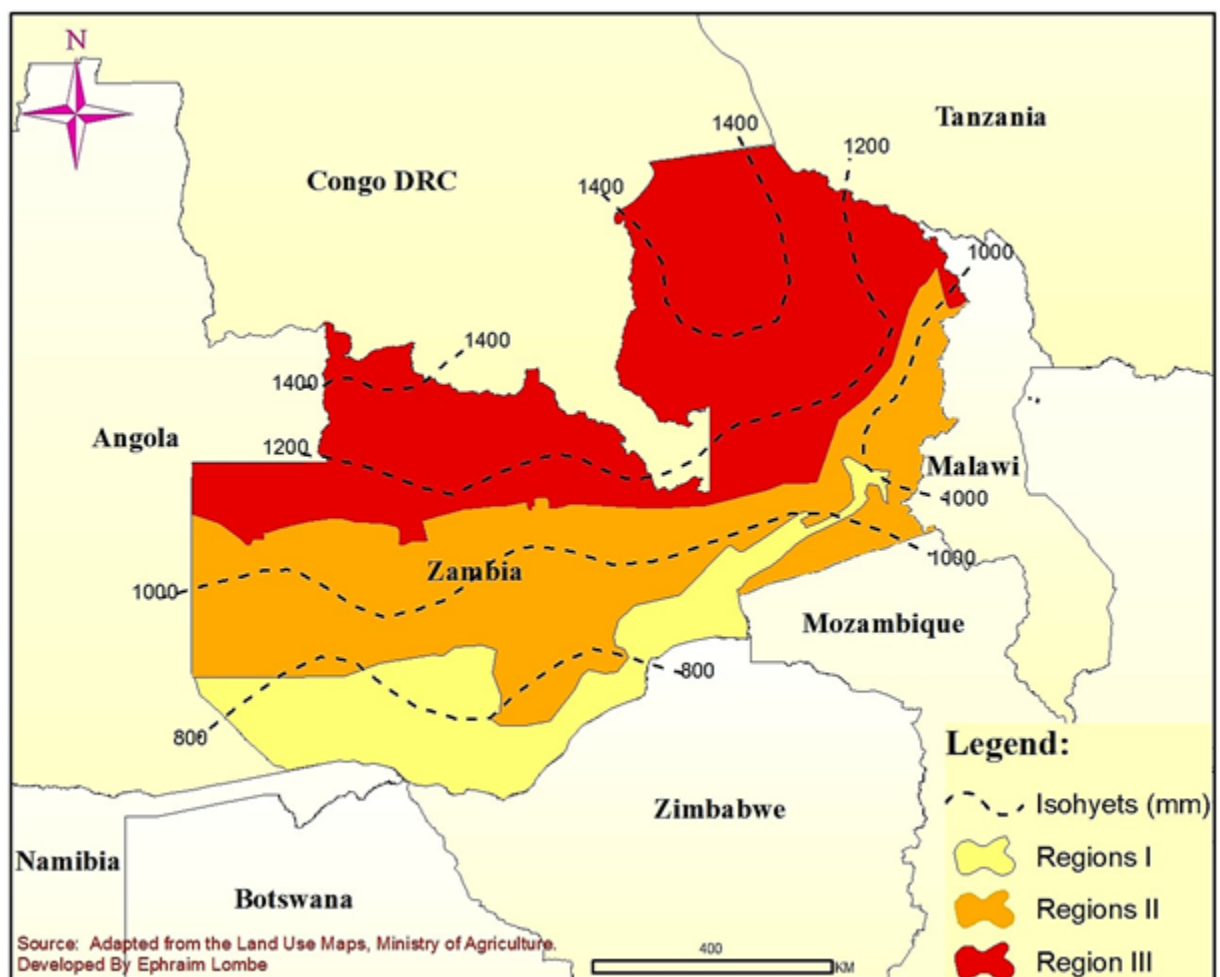 N
Tanzania
1400
1200
Congo DRC
1400
1000
1400
1400
Angola
1200
Malawi
1000
1000
Zambia
1000
Mozambique
800
800
Legend:
Zimbabwe
Isohyets (mm)
Namibia
Regions I
Botswana
Regions II
Source: Adapted from the Land Use Maps, Ministry of Agriculture.
Developed By Ephraim Lombe
400
KM
Region III